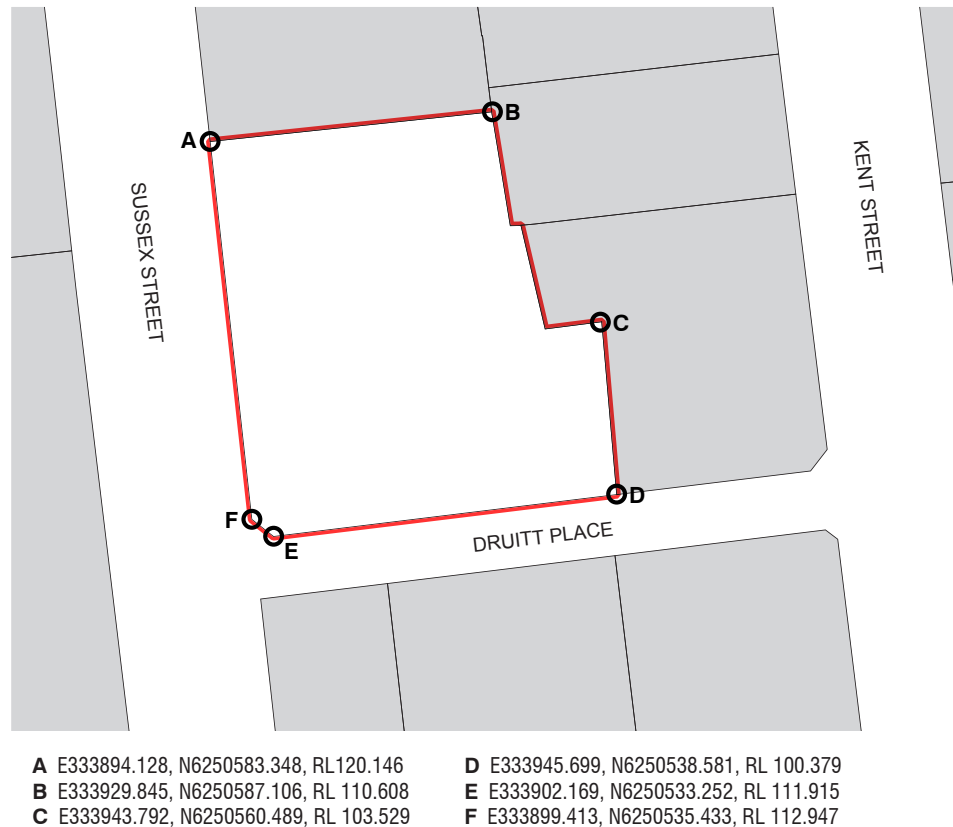 A
B
SUSSEX STREET
KENT STREET
C
D
F
E
DRUITT PLACE
A E333894.128, N6250583.348, RL120.146
B E333929.845, N6250587.106, RL 110.608
C E333943.792, N6250560.489, RL 103.529
D E333945.699, N6250538.581, RL 100.379
E E333902.169, N6250533.252, RL 111.915
F E333899.413, N6250535.433, RL 112.947